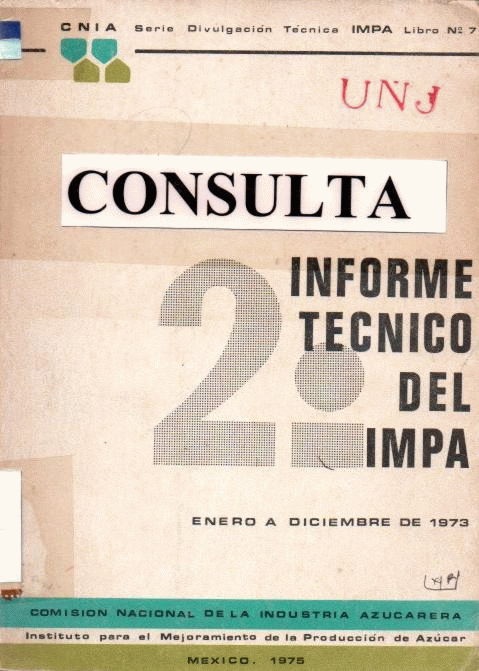 CNIA Serie Divulgación Técnica IMPA Libro Nº 7
UNJ
CONSULTA
2º INFORME
TECNICO
DEL
IMPA
ENERO A DICIEMBRE DE 1973
COMISION NACIONAL DE LA INDUSTRIA AZUCARERA
Instituto para el Mejoramiento de la Producción de Azúcar
MEXICO. 1975